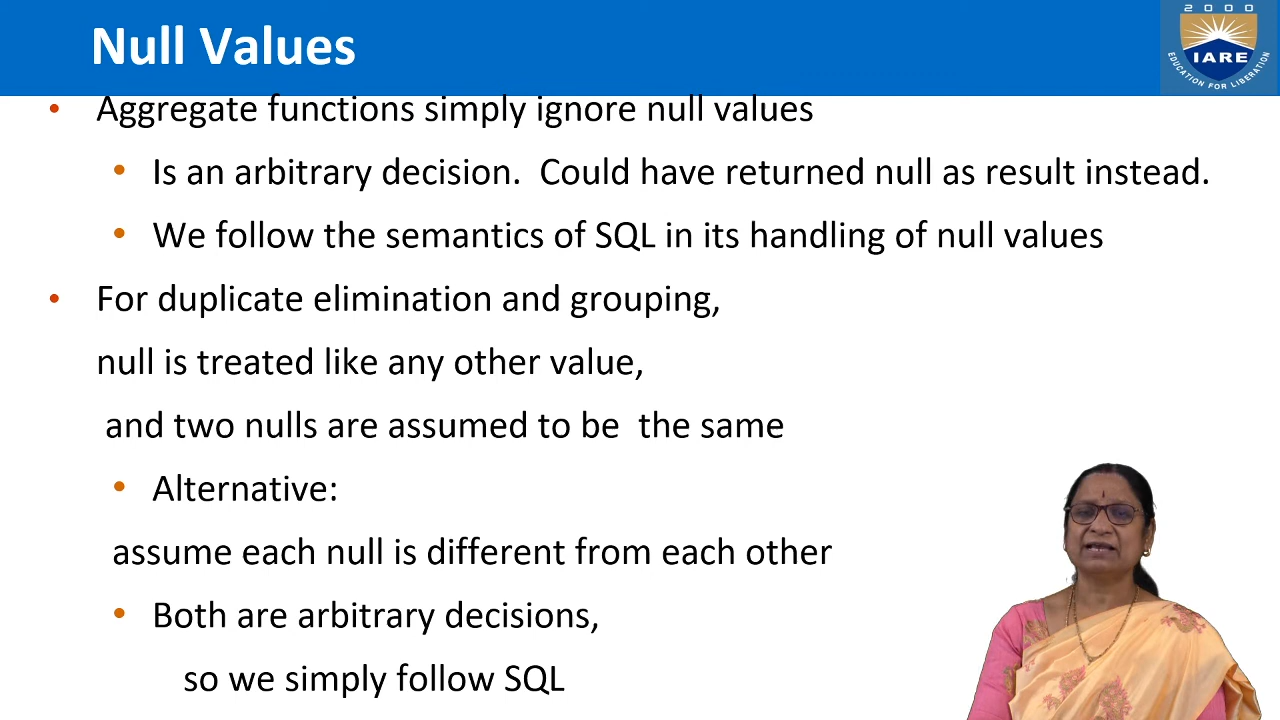 Null Values
2000
IARE
EDUCATION FOR LIBERATION
• Aggregate functions simply ignore null values
• Is an arbitrary decision.  Could have returned null as result instead.
• We follow the semantics of SQL in its handling of null values
• For duplicate elimination and grouping,
null is treated like any other value,
and two nulls are assumed to be  the same
• Alternative:
assume each null is different from each other
• Both are arbitrary decisions,
so we simply follow SQL